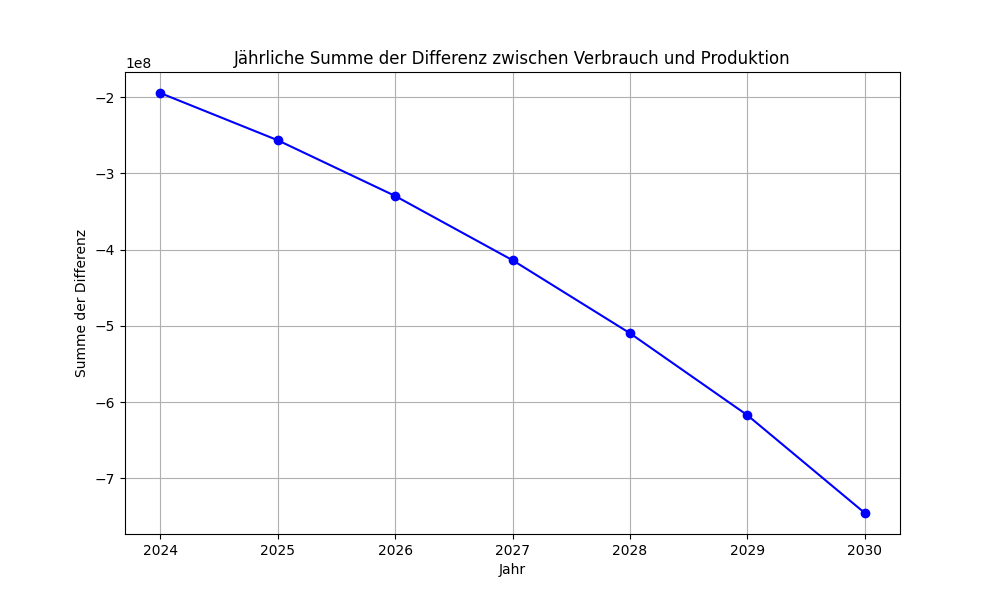 Jährliche Summe der Differenz zwischen Verbrauch und Produktion
1e8
−2
−3
−4
−5
−6
−7
Summe der Differenz
2024 2025 2026 2027 2028 2029 2030
Jahr